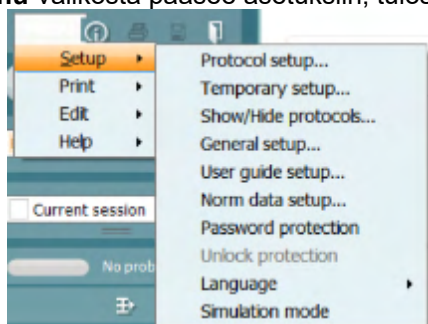 valikosta pääsee asetuksiin,
Setup
Print
Edit
Help
Protocol setup...
Temporary setup...
Show/Hide protocols...
General setup...
User guide setup...
Norm data setup...
Password protection
Unlock protection
Language
Simulation mode
Current session
No prob